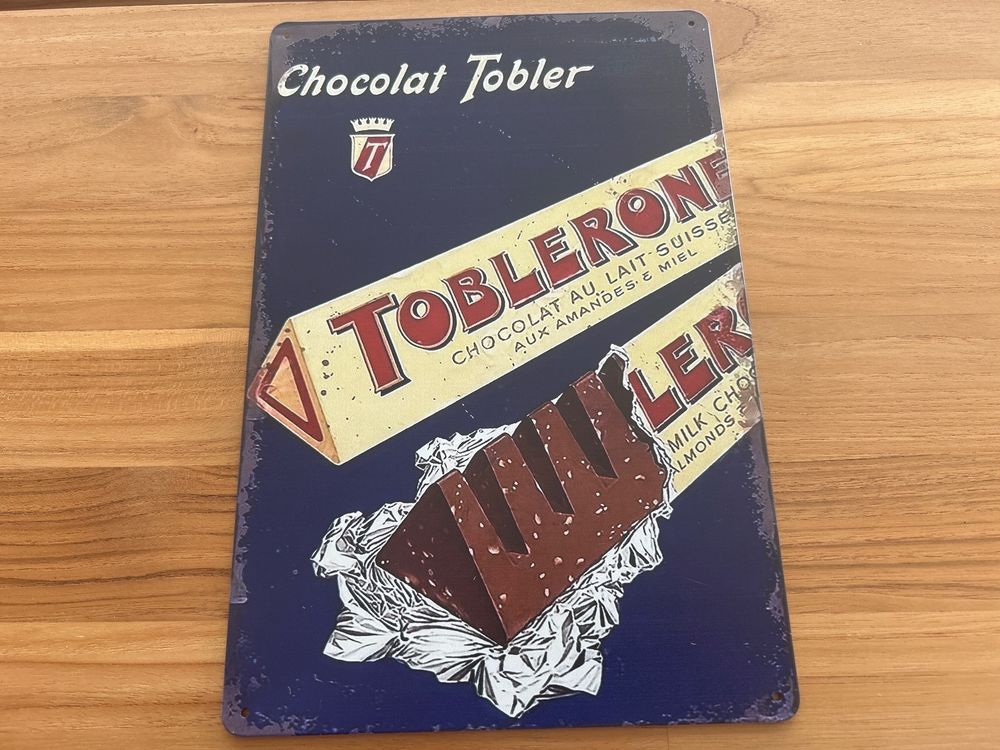 Chocolat Tobler
T
TOBLERONE
CHOCOLAT AU LAIT SUISSE
AUX AMANDES & MIEL
LER
MILK CHO
ALMONDS